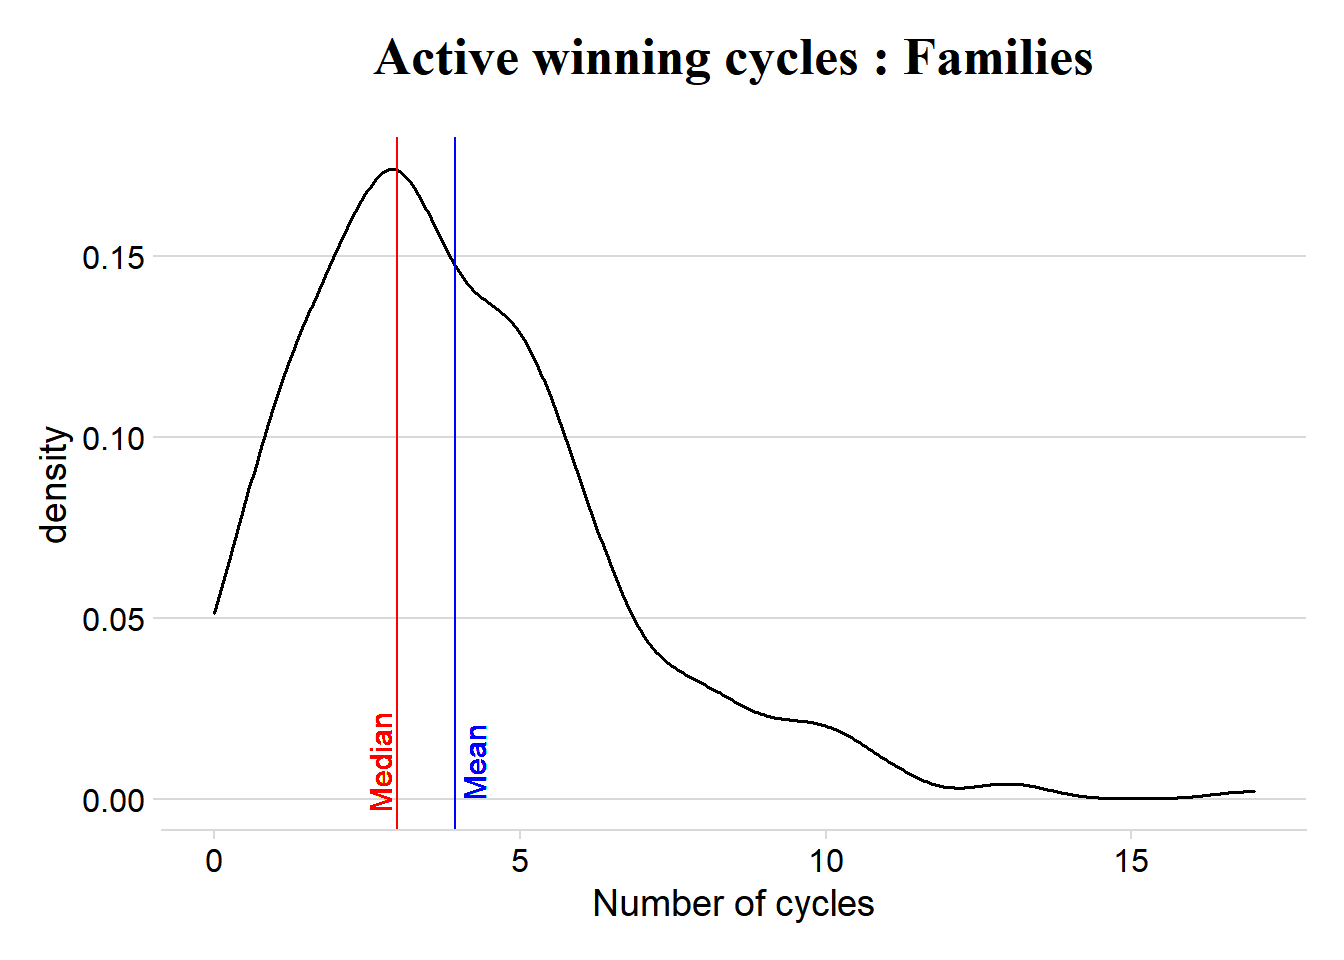 Active winning cycles : Families
density
0.15
0.10
0.05
0.00
Median
Mean
0
5
10
15
Number of cycles